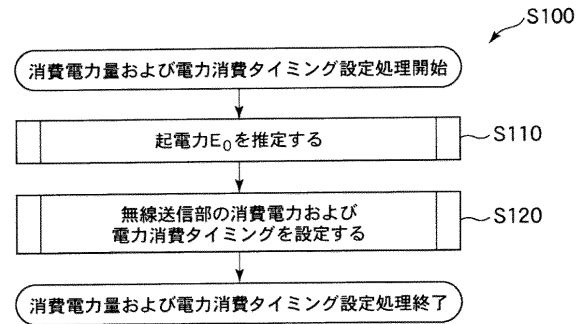 S100
消費電力量および電力消費タイミング設定処理開始
起電力E₀を推定する
S110
無線送信部の消費電力および
電力消費タイミングを設定する
S120
消費電力量および電力消費タイミング設定処理終了